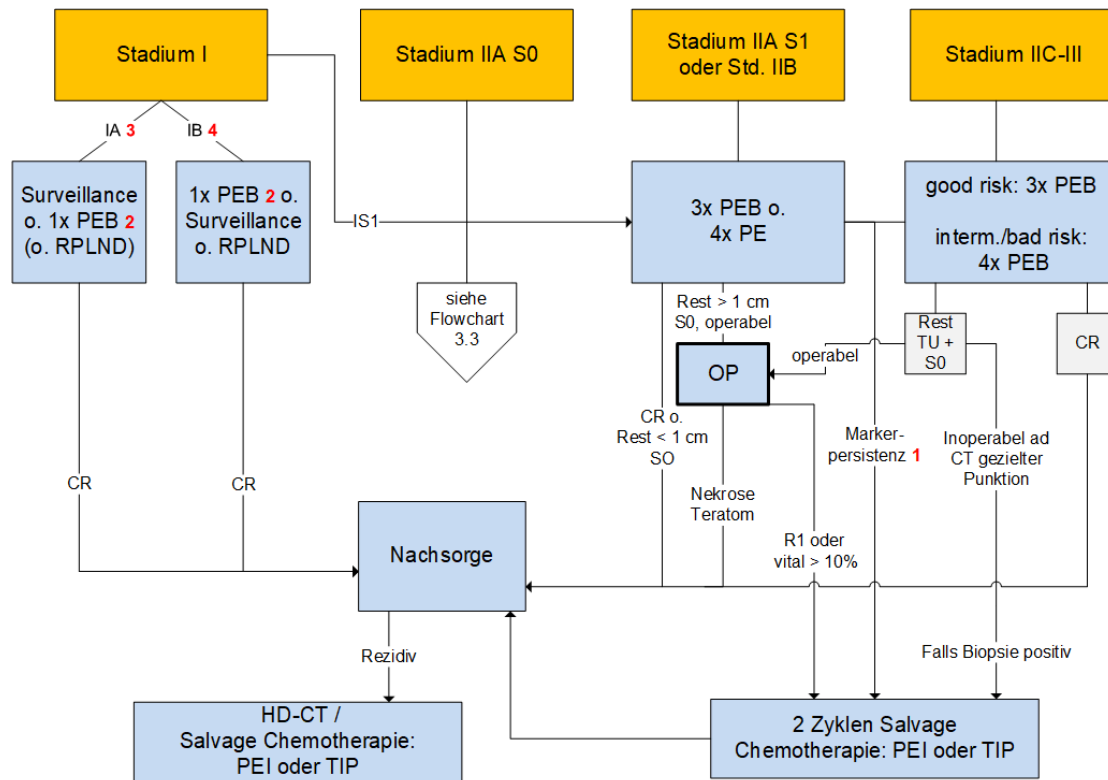 Stadium I
Stadium IIA S0
Stadium IIA S1
oder Std. IIB
Stadium IIC-III
IA 3
IB 4
Surveillance
o. 1x PEB 2
(o. RPLND)
1x PEB 2 o.
Surveillance
o. RPLND
IS1
3x PEB o.
4x PE
good risk: 3x PEB
interm./bad risk:
4x PEB
siehe
Flowchart
3.3
Rest > 1 cm
S0, operabel
Rest
TU +
S0
CR
operabel
OP
CR o.
Rest < 1 cm
SO
Marker-
persistenz 1
Inoperabel ad
CT gezielter
Punktion
CR
CR
Nekrose
Teratom
Nachsorge
R1 oder
vital > 10%
Rezidiv
Falls Biopsie positiv
HD-CT /
Salvage Chemotherapie:
PEI oder TIP
2 Zyklen Salvage
Chemotherapie: PEI oder TIP